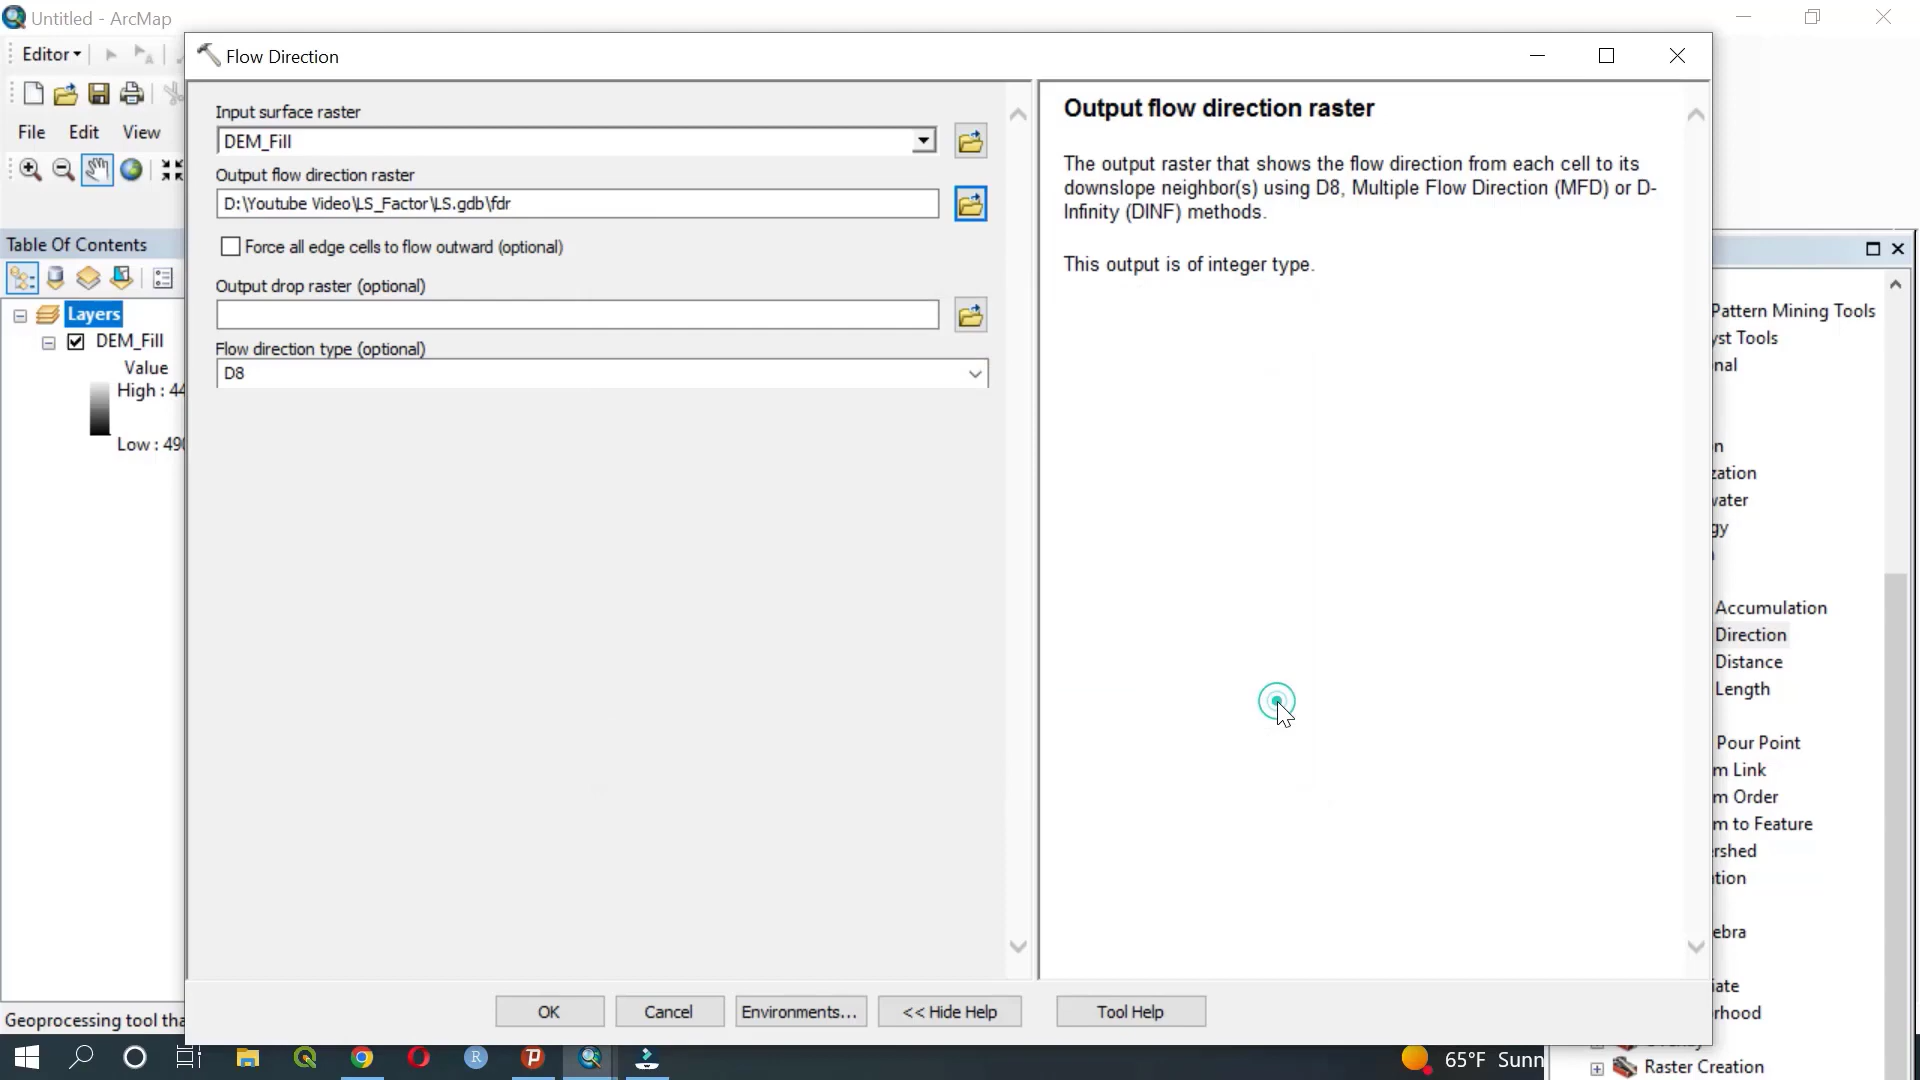 Untitled - ArcMap
Editor
File Edit View
Table Of Contents
Layers
DEM_Fill
Value
High : 44
Low : 490
Geoprocessing tool tha
Flow Direction
Input surface raster
DEM_Fill
Output flow direction raster
D:\Youtube Video\LS_Factor\LS.gdb\fdr
Force all edge cells to flow outward (optional)
Output drop raster (optional)
Flow direction type (optional)
D8
OK Cancel Environments... << Hide Help Tool Help
Output flow direction raster
The output raster that shows the flow direction from each cell to its
downslope neighbor(s) using D8, Multiple Flow Direction (MFD) or D-
Infinity (DINF) methods.
This output is of integer type.
Pattern Mining Tools
yst Tools
nal
n
zation
water
gy
Accumulation
Direction
Distance
Length
Pour Point
m Link
m Order
m to Feature
ershed
ation
ebra
iate
orhood
Raster Creation
65°F Sunn